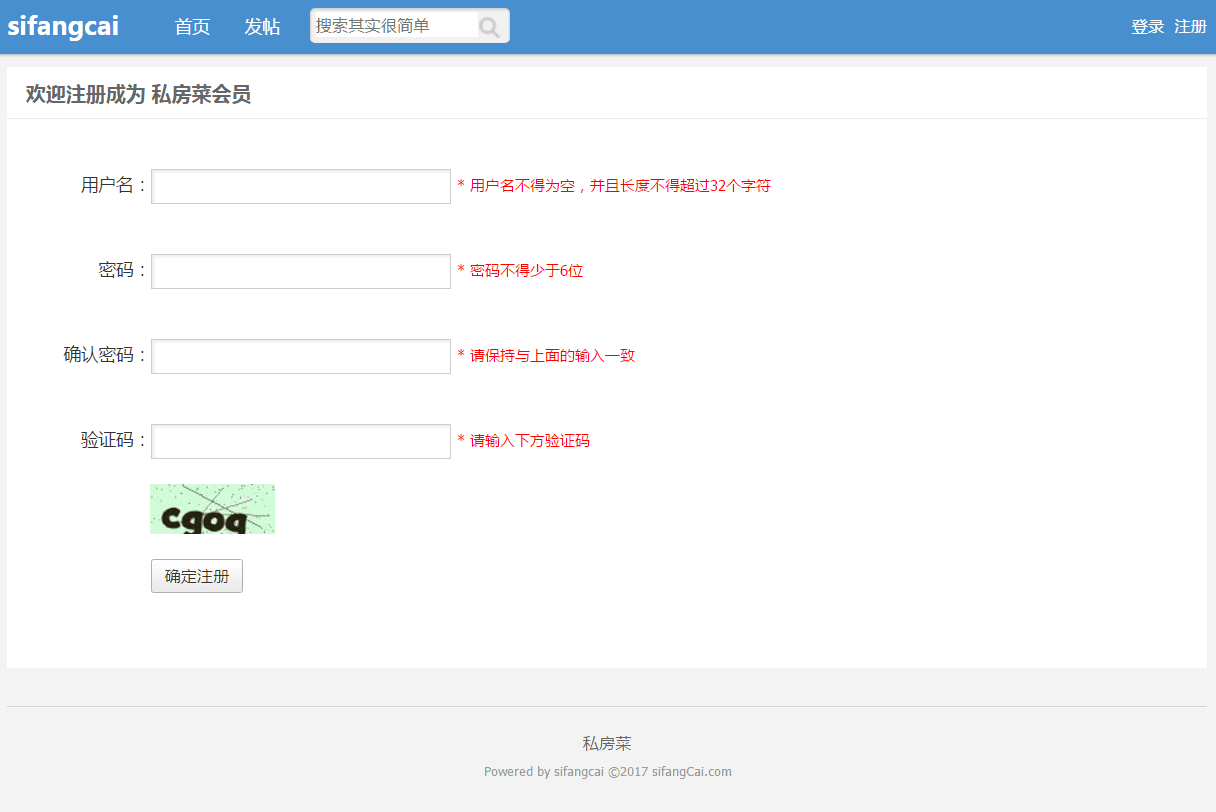 sifangcai 首页 发帖 搜索其实很简单 登录 注册
欢迎注册成为 私房菜会员
用户名： * 用户名不得为空，并且长度不得超过32个字符
密码： * 密码不得少于6位
确认密码： * 请保持与上面的输入一致
验证码： * 请输入下方验证码
确定注册
私房菜
Powered by sifangcai ©2017 sifangCai.com